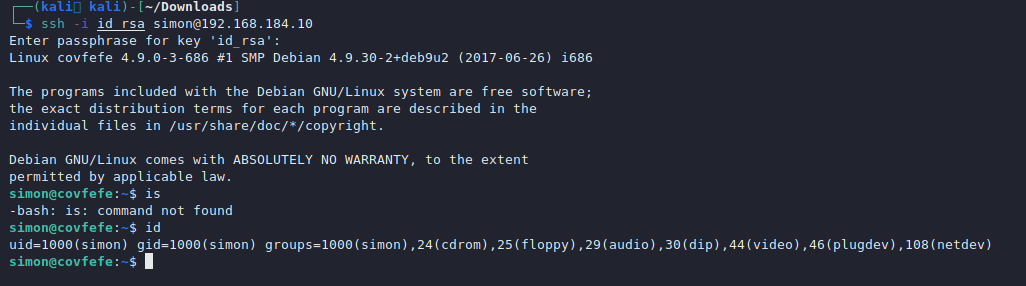 ┌──(kali㉿kali)-[~/Downloads]
└─$ ssh -i id_rsa simon@192.168.184.10
Enter passphrase for key 'id_rsa':
Linux covfefe 4.9.0-3-686 #1 SMP Debian 4.9.30-2+deb9u2 (2017-06-26) i686
The programs included with the Debian GNU/Linux system are free software;
the exact distribution terms for each program are described in the
individual files in /usr/share/doc/*/copyright.
Debian GNU/Linux comes with ABSOLUTELY NO WARRANTY, to the extent
permitted by applicable law.
simon@covfefe:~$ is
-bash: is: command not found
simon@covfefe:~$ id
uid=1000(simon) gid=1000(simon) groups=1000(simon),24(cdrom),25(floppy),29(audio),30(dip),44(video),46(plugdev),108(netdev)
simon@covfefe:~$